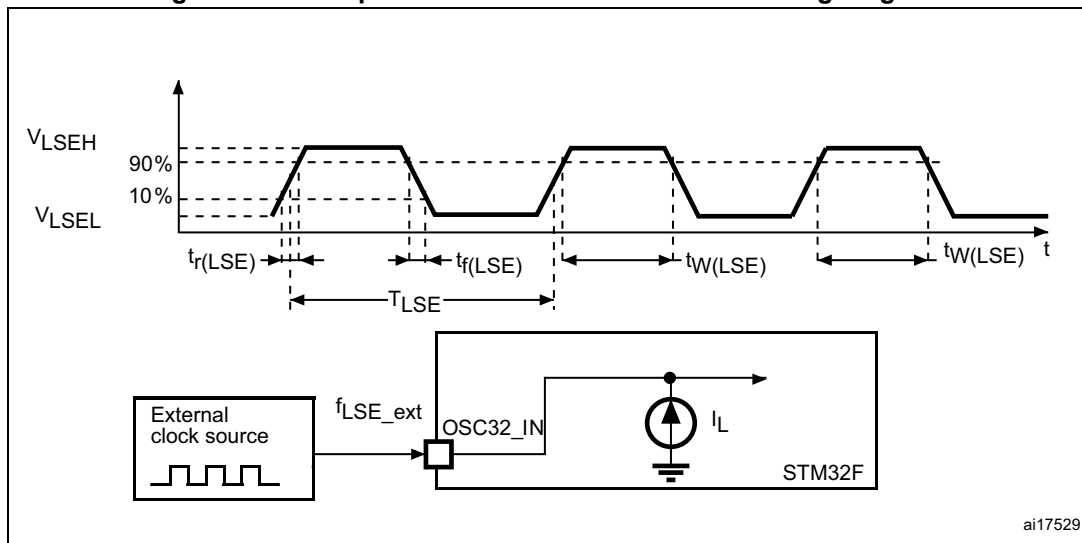 V_LSEH
90%
10%
V_LSEL
t_r(LSE)
t_f(LSE)
t_W(LSE)
t_W(LSE)
t
T_LSE
External
clock source
f_LSE_ext
OSC32_IN
I_L
STM32F
ai17529